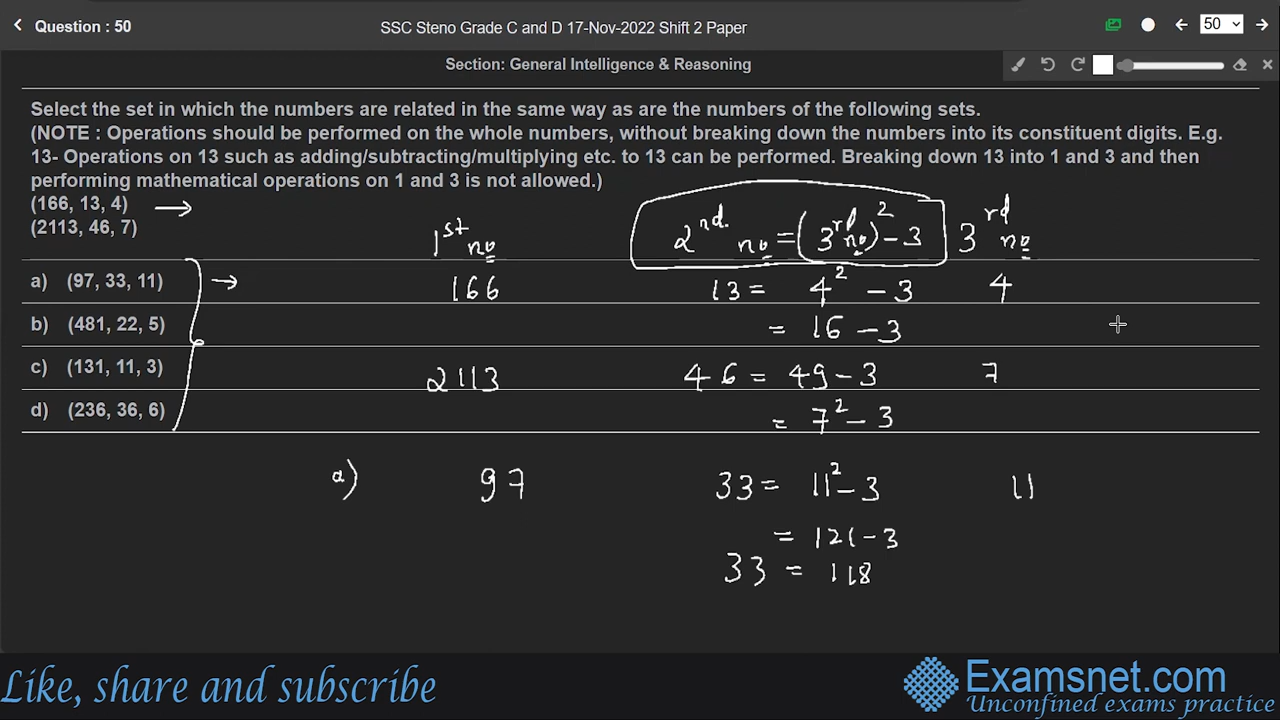 Question : 50
SSC Steno Grade C and D 17-Nov-2022 Shift 2 Paper
50
Section: General Intelligence & Reasoning
Select the set in which the numbers are related in the same way as are the numbers of the following sets.
(NOTE : Operations should be performed on the whole numbers, without breaking down the numbers into its constituent digits. E.g.
13- Operations on 13 such as adding/subtracting/multiplying etc. to 13 can be performed. Breaking down 13 into 1 and 3 and then
performing mathematical operations on 1 and 3 is not allowed.)
(166, 13, 4) →
(2113, 46, 7)
1st no 2nd no = (3rd no)² - 3 3rd no
a) (97, 33, 11) → 166 13 = 4² - 3 4
b) (481, 22, 5) = 16 - 3
c) (131, 11, 3) 2113 46 = 49 - 3 7
d) (236, 36, 6) = 7² - 3
a) 97 33 = 11² - 3 11
= 121 - 3
33 = 118
Like, share and subscribe
Examsnet.com
Unconfined exams practice